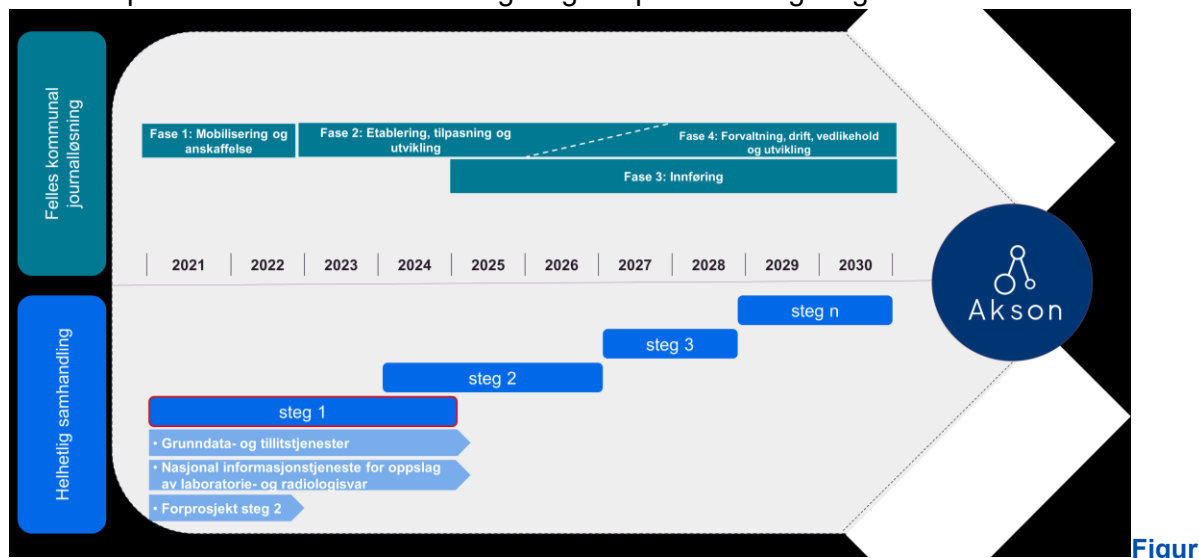 Felles kommunal
journalløsning
Fase 1: Mobilisering og
anskaffelse
Fase 2: Etablering, tilpasning og
utvikling
Fase 4: Forvaltning, drift, vedlikehold
og utvikling
Fase 3: Innføring
2021 2022 2023 2024 2025 2026 2027 2028 2029 2030
Akson
Helhetlig samhandling
steg n
steg 3
steg 2
steg 1
• Grunndata- og tillitstjenester
• Nasjonal informasjonstjeneste for oppslag
av laboratorie- og radiologisvar
• Forprosjekt steg 2
Figur